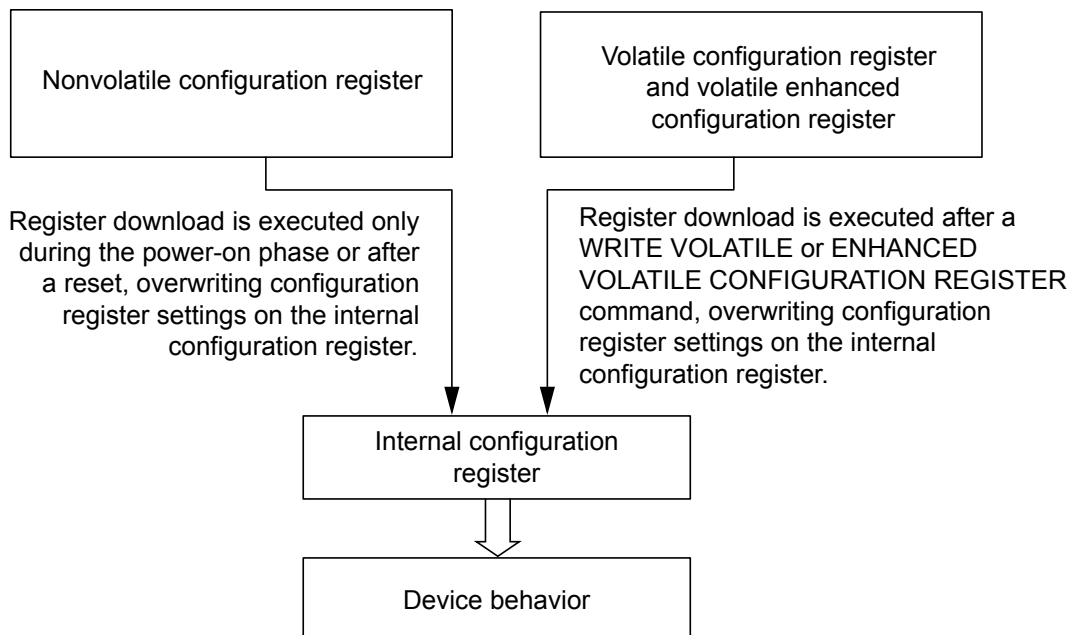 Nonvolatile configuration register
Volatile configuration register
and volatile enhanced
configuration register
Register download is executed only
during the power-on phase or after
a reset, overwriting configuration
register settings on the internal
configuration register.
Register download is executed after a
WRITE VOLATILE or ENHANCED
VOLATILE CONFIGURATION REGISTER
command, overwriting configuration
register settings on the internal
configuration register.
Internal configuration
register
Device behavior